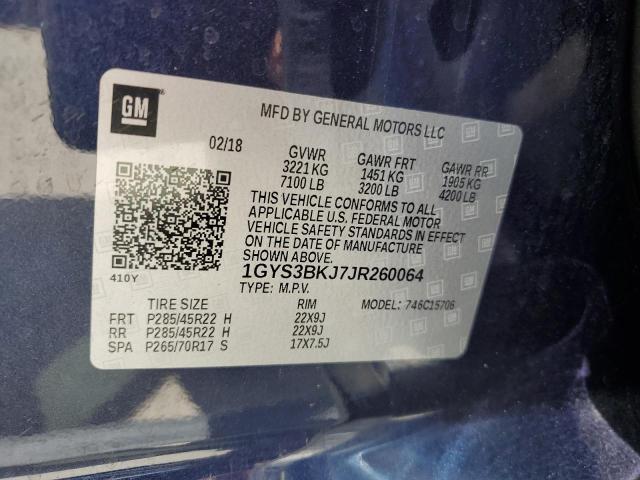 GM
MFD BY GENERAL MOTORS LLC
02/18
GVWR GAWR FRT GAWR RR
3221 KG 1451 KG 1905 KG
7100 LB 3200 LB 4200 LB
THIS VEHICLE CONFORMS TO ALL
APPLICABLE U.S. FEDERAL MOTOR
VEHICLE SAFETY STANDARDS IN EFFECT
ON THE DATE OF MANUFACTURE
SHOWN ABOVE.
1GYS3BKJ7JR260064
410Y
TYPE: M.P.V.
MODEL: 746C15706
TIRE SIZE RIM
FRT P285/45R22 H 22X9J
RR P285/45R22 H 22X9J
SPA P265/70R17 S 17X7.5J